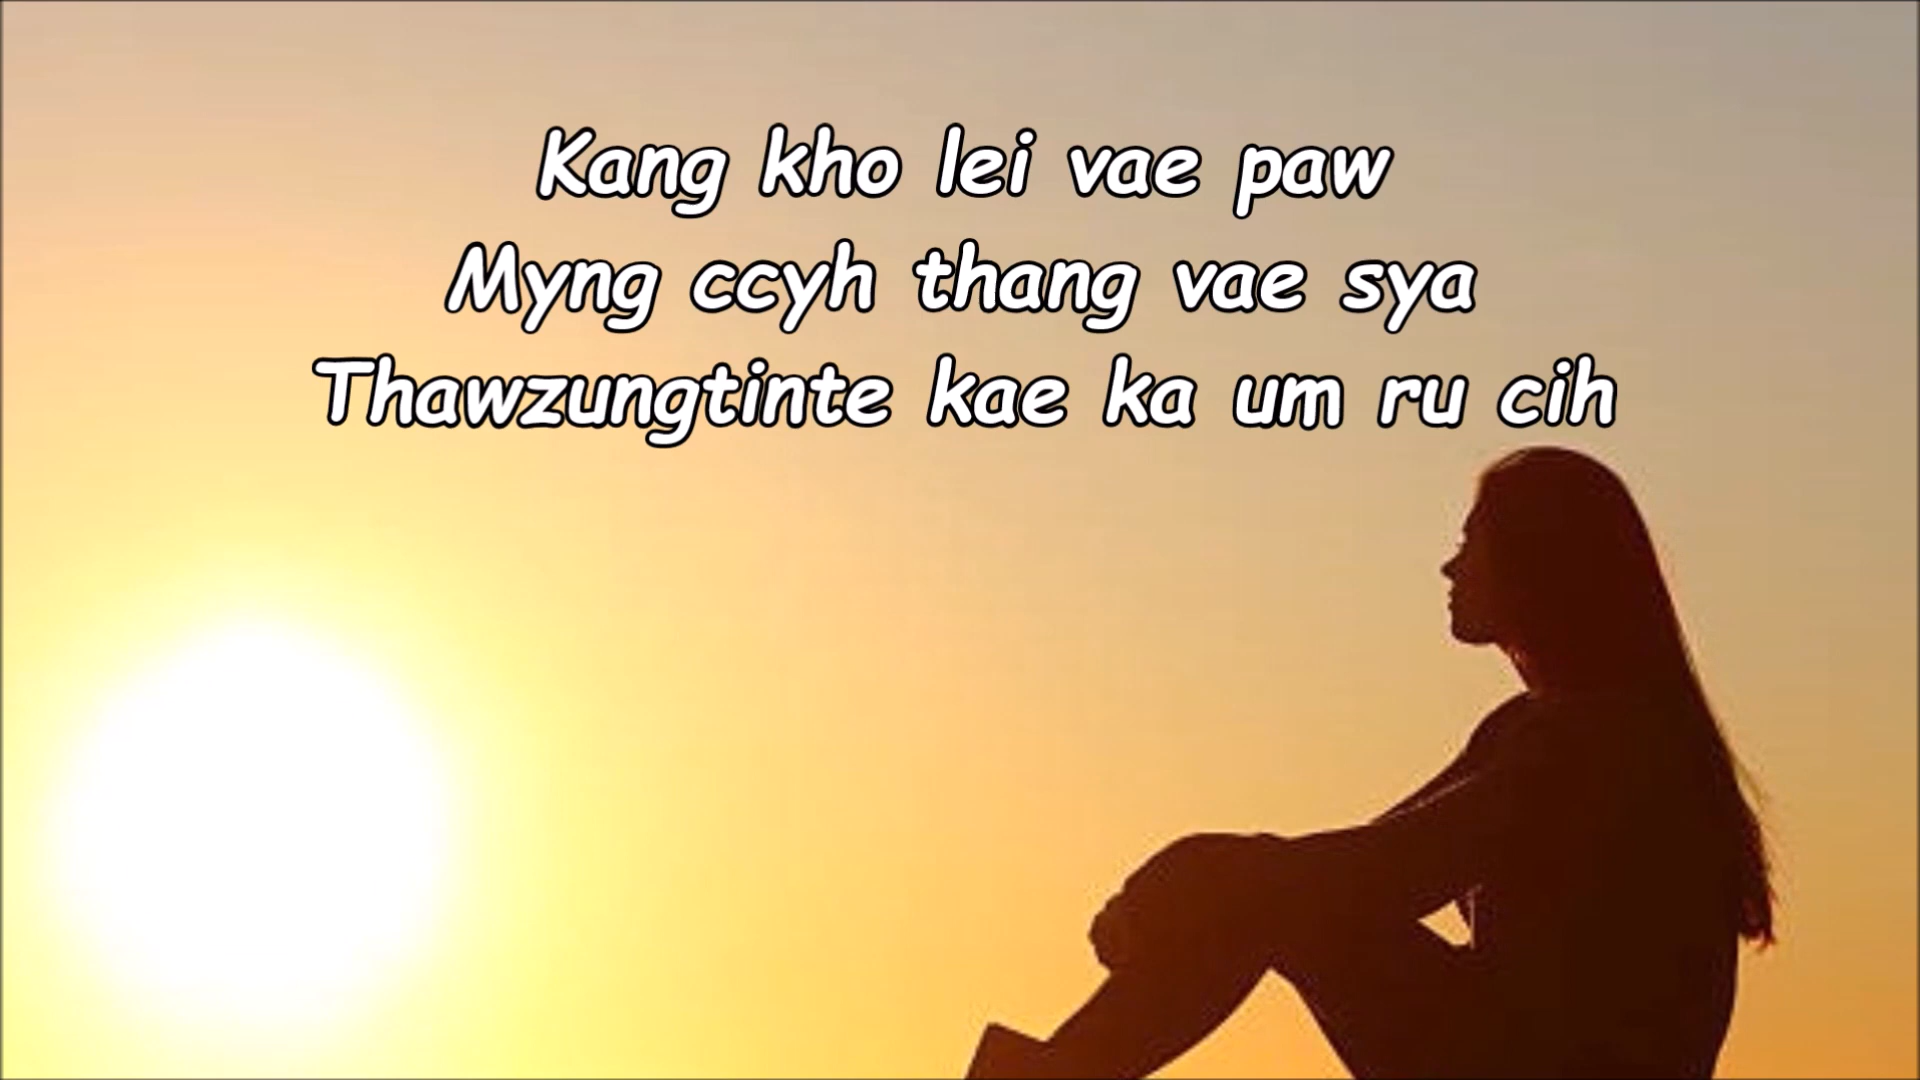 Kang kho lei vae paw
Myng ccyh thang vae sya
Thawzungtinte kae ka um ru cih